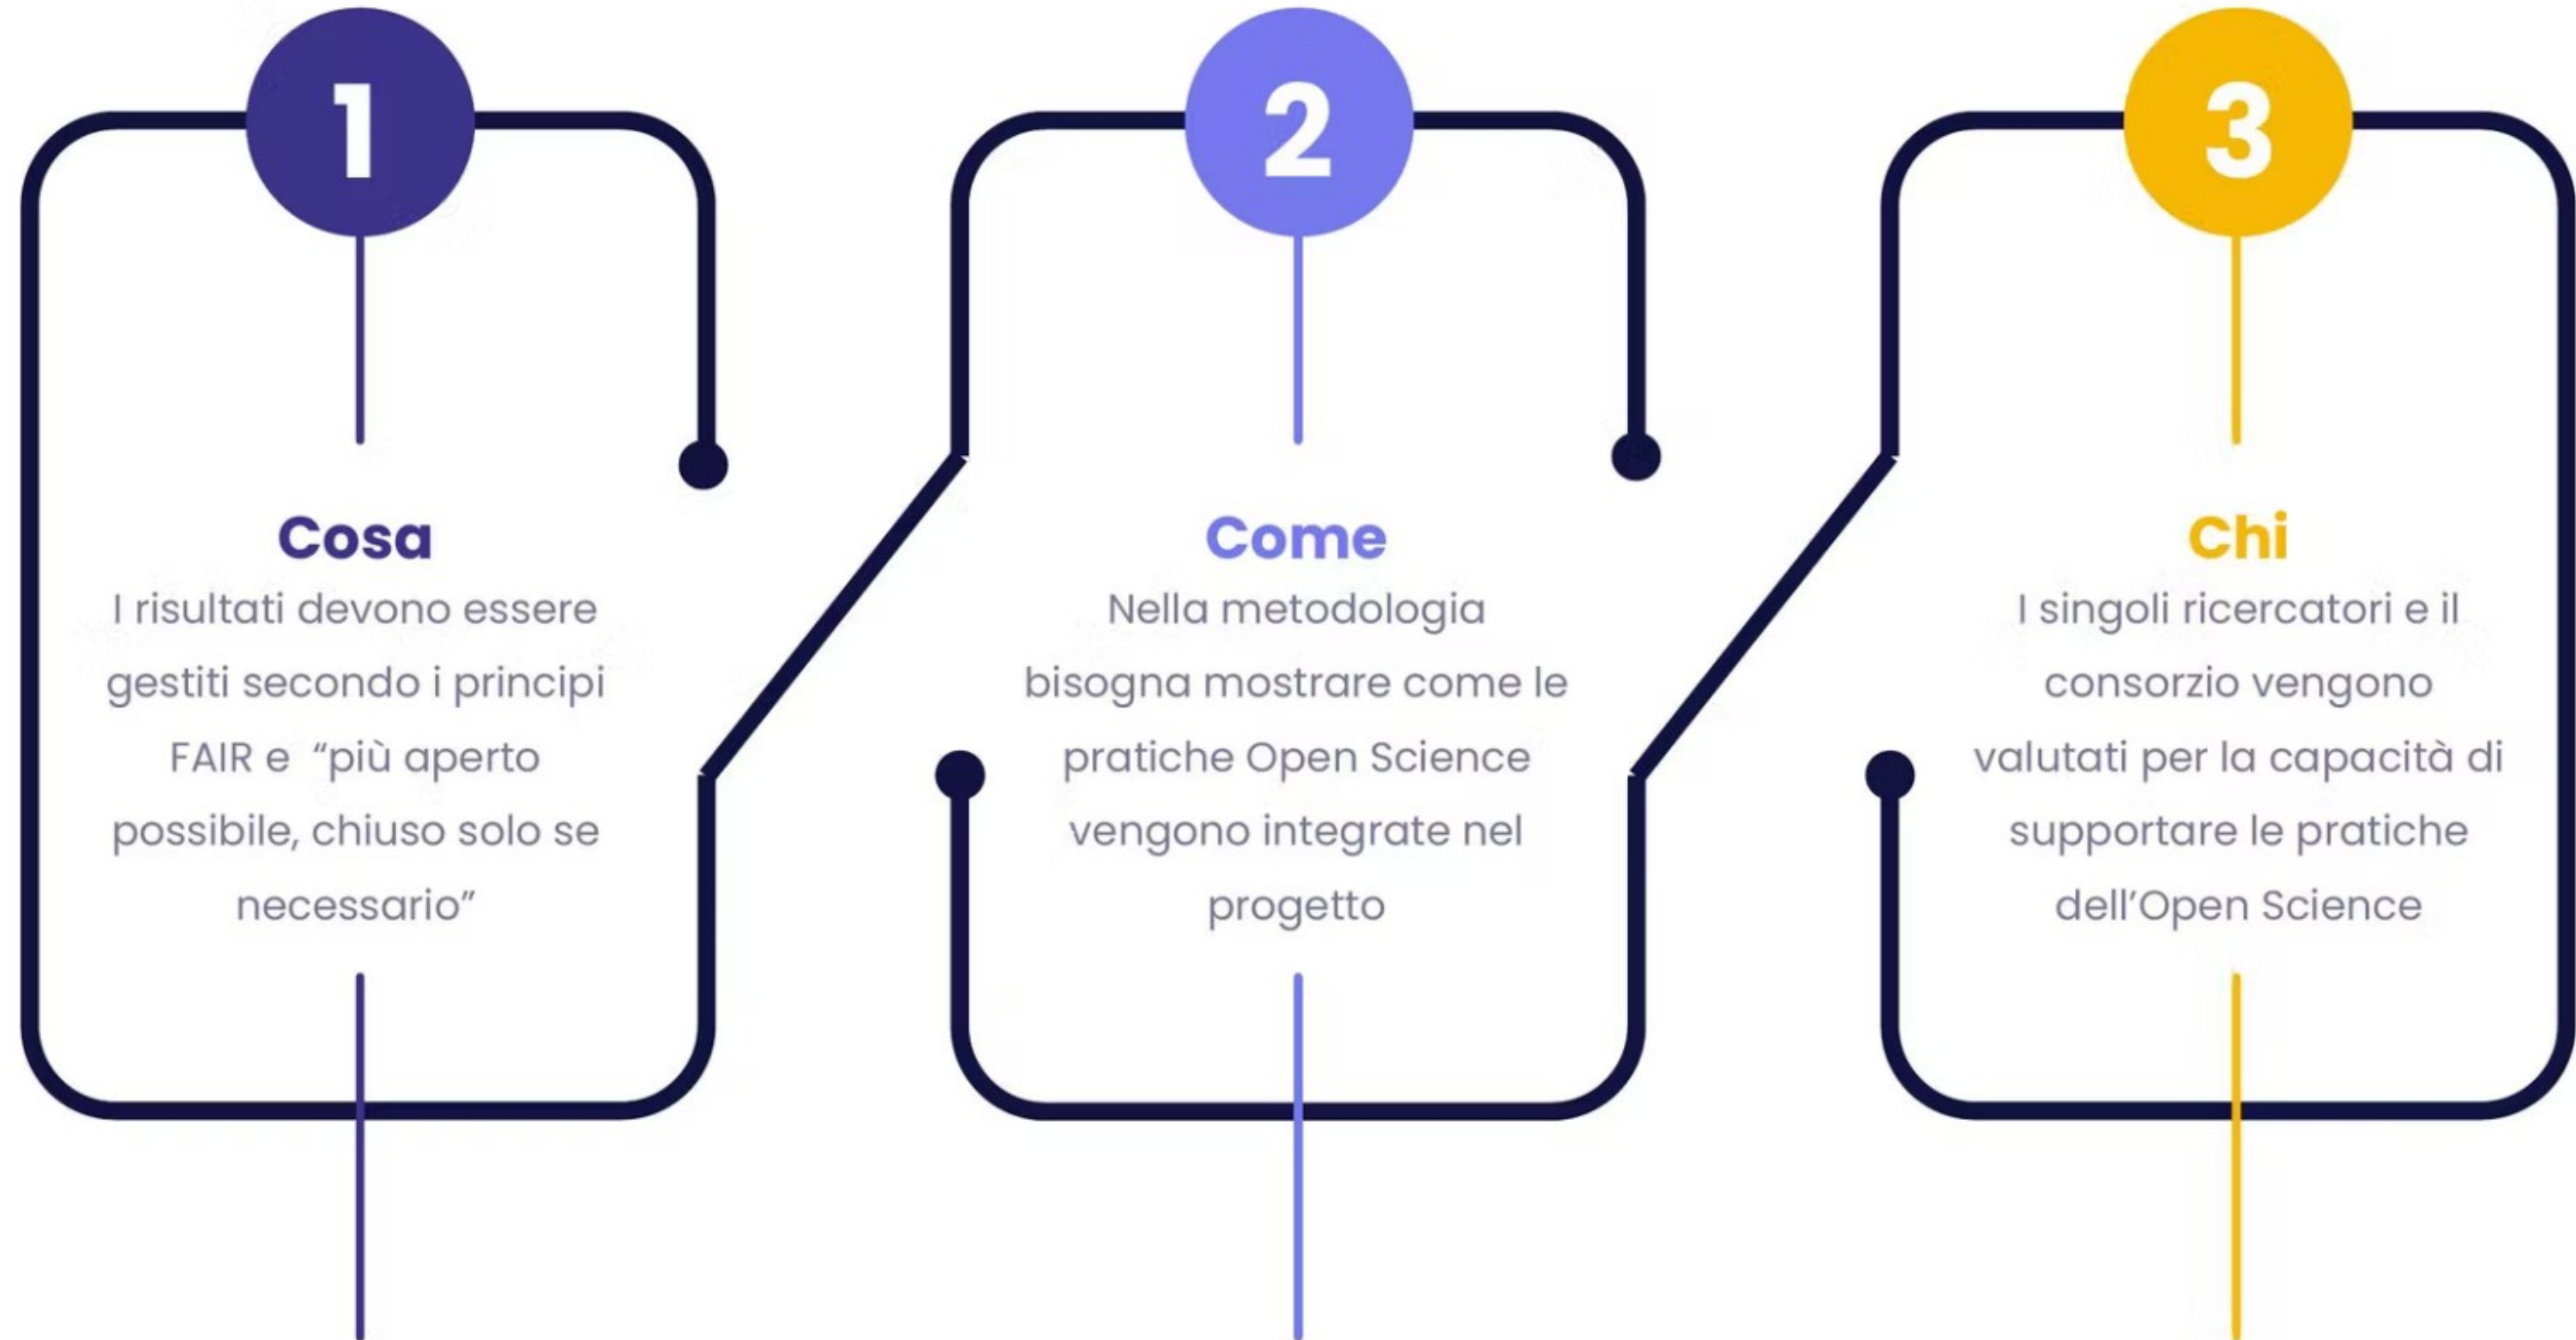 1
Cosa
I risultati devono essere
gestiti secondo i principi
FAIR e “più aperto
possibile, chiuso solo se
necessario”
2
Come
Nella metodologia
bisogna mostrare come le
pratiche Open Science
vengono integrate nel
progetto
3
Chi
I singoli ricercatori e il
consorzio vengono
valutati per la capacità di
supportare le pratiche
dell’Open Science